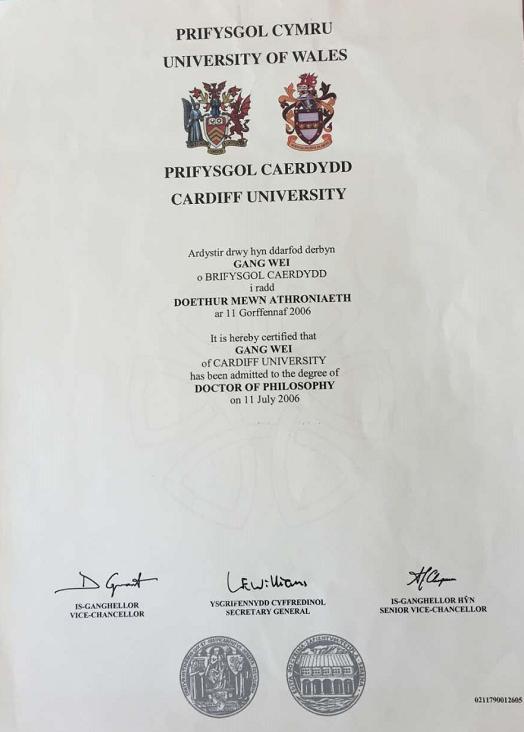 PRIFYSGOL CYMRU
UNIVERSITY OF WALES
PRIFYSGOL CAERDYDD
CARDIFF UNIVERSITY
Ardystir drwy hyn ddarfod derbyn
GANG WEI
o BRIFYSGOL CAERDYDD
i radd
DOETHUR MEWN ATHRONIAETH
ar 11 Gorffennaf 2006
It is hereby certified that
GANG WEI
of CARDIFF UNIVERSITY
has been admitted to the degree of
DOCTOR OF PHILOSOPHY
on 11 July 2006
D Grant
L E Williams
IS-GANGHELLOR
VICE-CHANCELLOR
YSGRIFENNYDD CYFFREDINOL
SECRETARY GENERAL
IS-GANGHELLOR HŶN
SENIOR VICE-CHANCELLOR
0211790012605